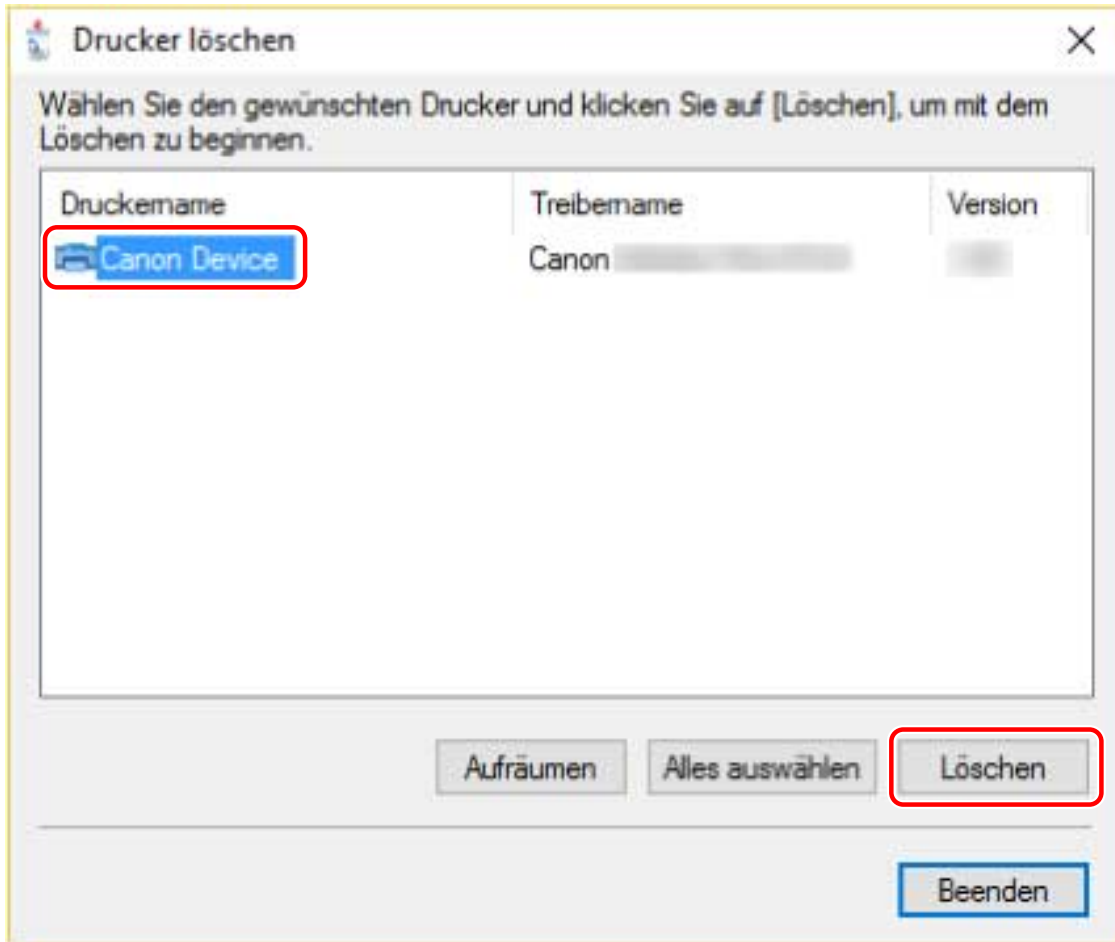 Drucker löschen
Wählen Sie den gewünschten Drucker und klicken Sie auf [Löschen], um mit dem
Löschen zu beginnen.
Druckername Treibername Version
Canon Device Canon
Aufräumen Alles auswählen Löschen
Beenden